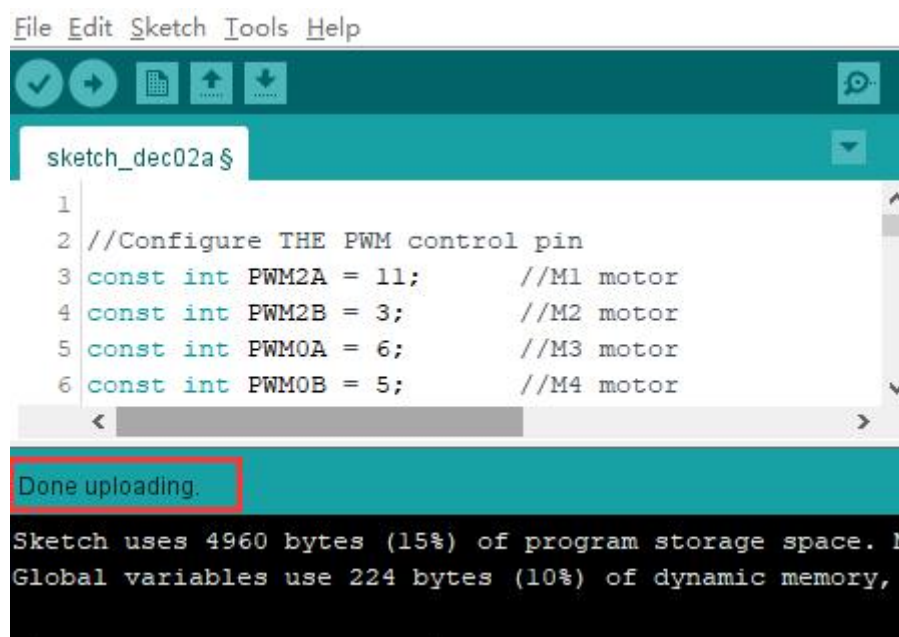 File Edit Sketch Tools Help
sketch_dec02a §
1
2 //Configure THE PWM control pin
3 const int PWM2A = 11; //M1 motor
4 const int PWM2B = 3; //M2 motor
5 const int PWM0A = 6; //M3 motor
6 const int PWM0B = 5; //M4 motor
Done uploading.
Sketch uses 4960 bytes (15%) of program storage space.
Global variables use 224 bytes (10%) of dynamic memory,